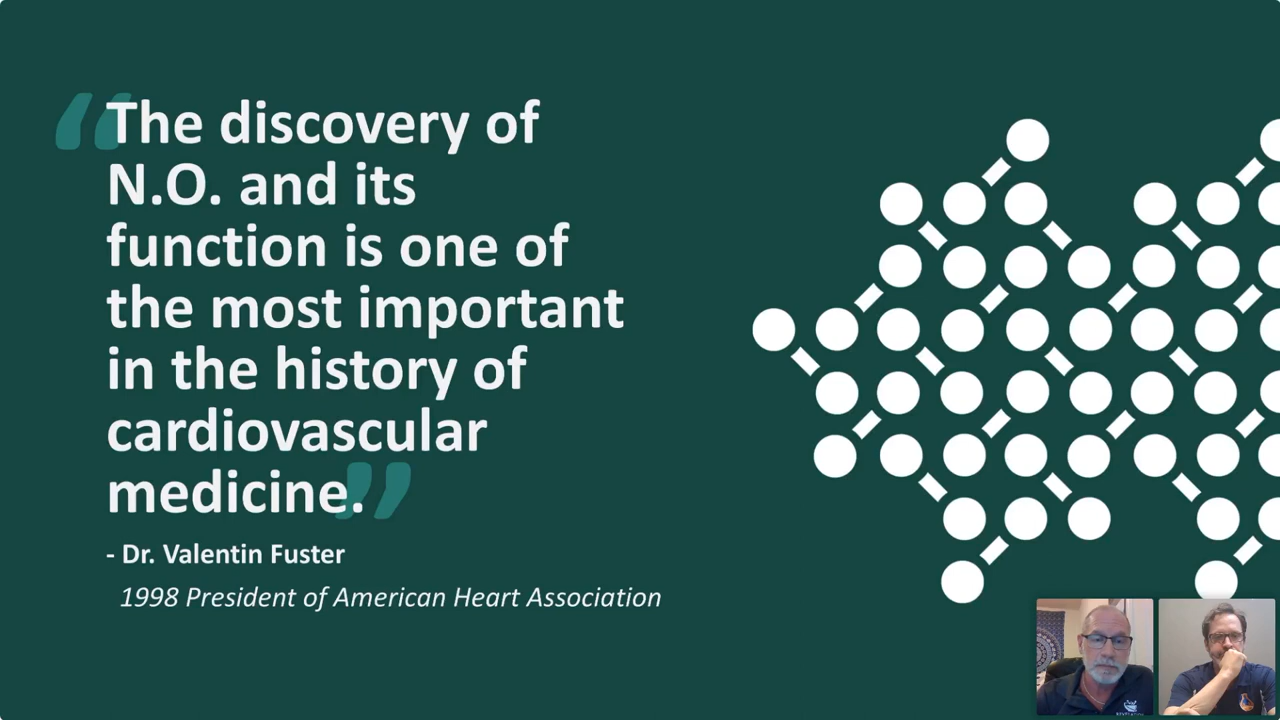 “The discovery of
N.O. and its
function is one of
the most important
in the history of
cardiovascular
medicine.”
- Dr. Valentin Fuster
1998 President of American Heart Association